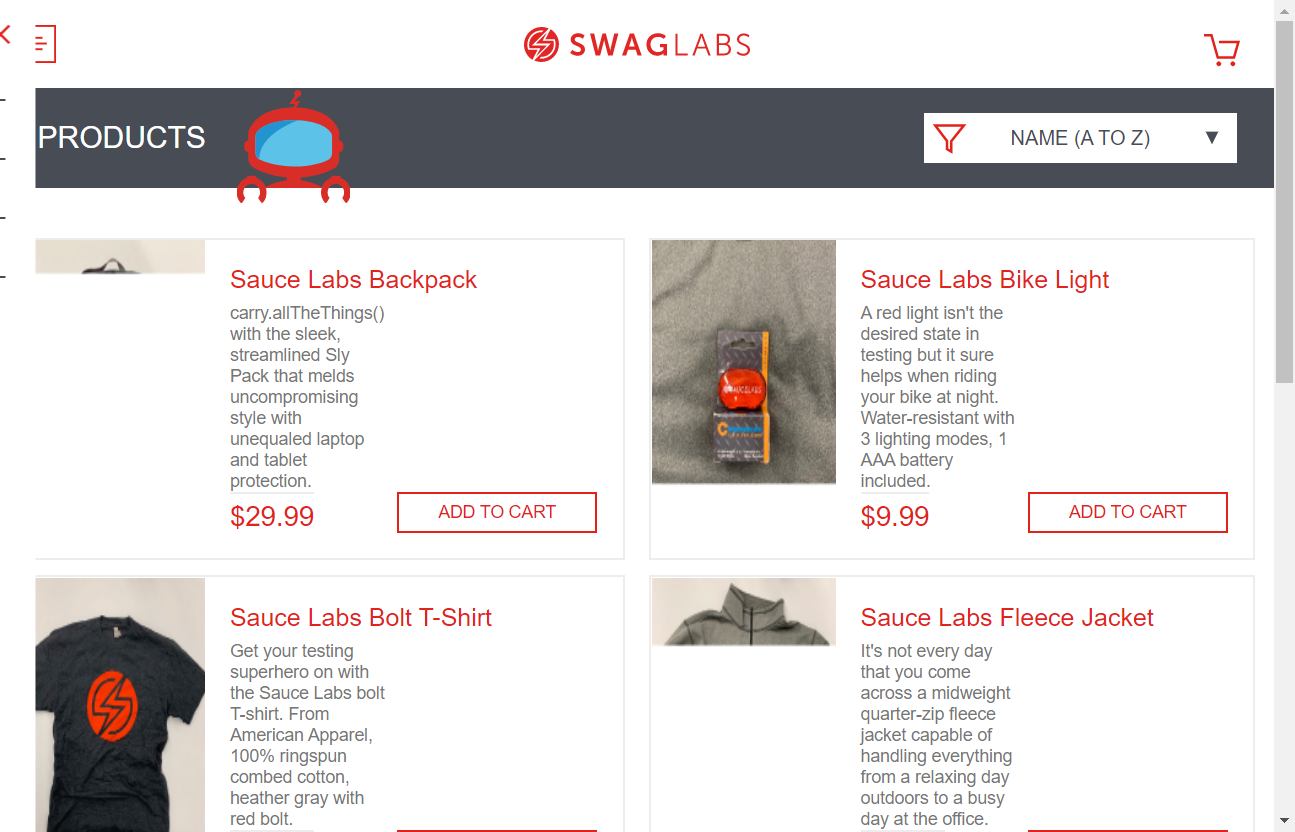 SWAGLABS
PRODUCTS
NAME (A TO Z)
Sauce Labs Backpack
carry.allTheThings()
with the sleek,
streamlined Sly
Pack that melds
uncompromising
style with
unequaled laptop
and tablet
protection.
$29.99
ADD TO CART
Sauce Labs Bike Light
A red light isn't the
desired state in
testing but it sure
helps when riding
your bike at night.
Water-resistant with
3 lighting modes, 1
AAA battery
included.
$9.99
ADD TO CART
SAUCELABS
Sauce Labs Bolt T-Shirt
Get your testing
superhero on with
the Sauce Labs bolt
T-shirt. From
American Apparel,
100% ringspun
combed cotton,
heather gray with
red bolt.
Sauce Labs Fleece Jacket
It's not every day
that you come
across a midweight
quarter-zip fleece
jacket capable of
handling everything
from a relaxing day
outdoors to a busy
day at the office.